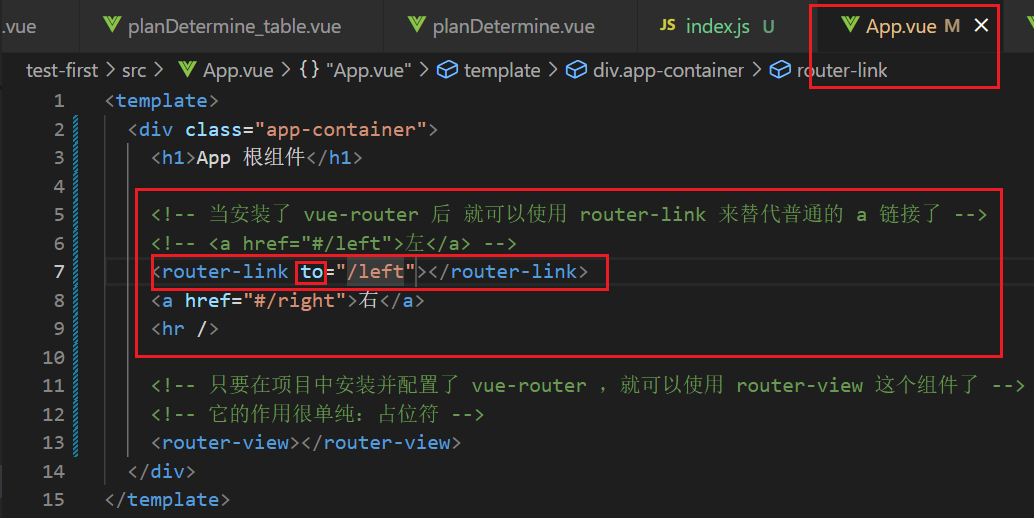 .vue planDetermine_table.vue planDetermine.vue JS index.js U App.vue M
test-first > src > App.vue > {} "App.vue" > template > div.app-container > router-link
1 <template>
2 <div class="app-container">
3 <h1>App 根组件</h1>
4
5 <!-- 当安装了 vue-router 后 就可以使用 router-link 来替代普通的 a 链接了 -->
6 <!-- <a href="#/left">左</a> -->
7 <router-link to="/left"></router-link>
8 <a href="#/right">右</a>
9 <hr />
10
11 <!-- 只要在项目中安装并配置了 vue-router ，就可以使用 router-view 这个组件了 -->
12 <!-- 它的作用很单纯：占位符 -->
13 <router-view></router-view>
14 </div>
15 </template>